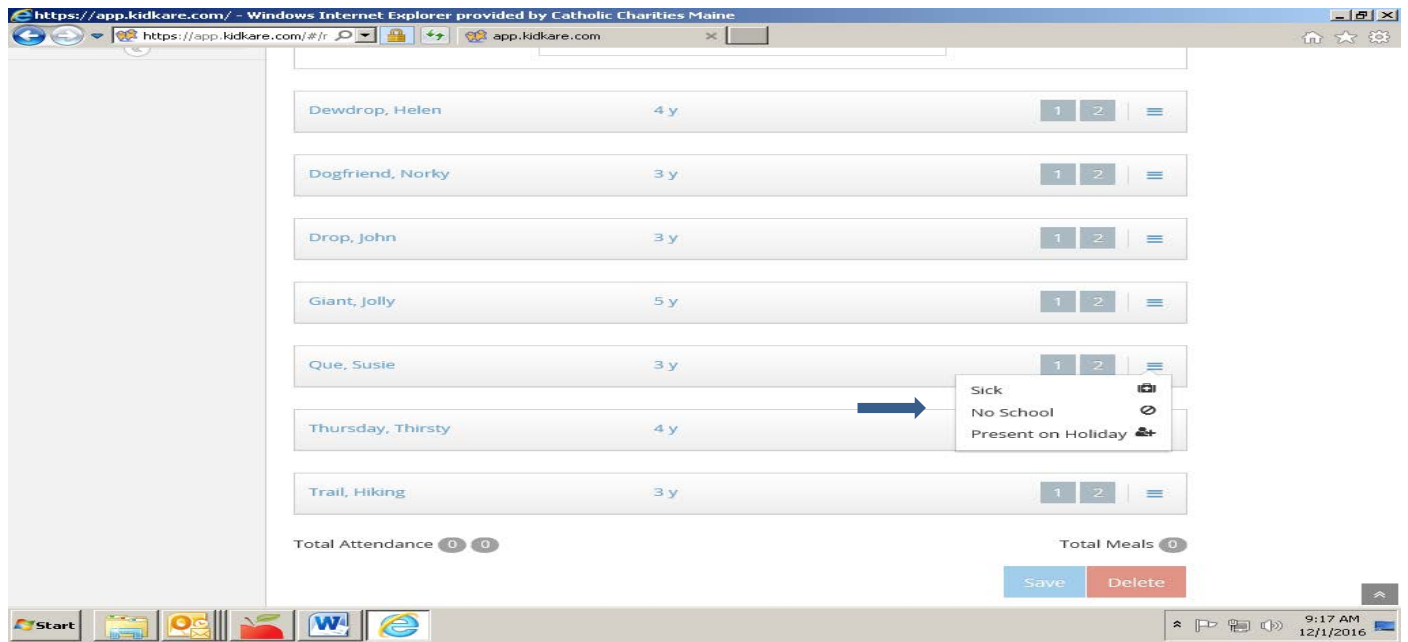 https://app.kidkare.com/ - Windows Internet Explorer provided by Catholic Charities Maine
https://app.kidkare.com/#/r app.kidkare.com
Dewdrop, Helen 4 y 1 2
Dogfriend, Norky 3 y 1 2
Drop, John 3 y 1 2
Giant, Jolly 5 y 1 2
Que, Susie 3 y 1 2
Sick
No School
Thursday, Thirsty 4 y
Present on Holiday
Trail, Hiking 3 y 1 2
Total Attendance 0 0 Total Meals 0
Save Delete
Start 9:17 AM
12/1/2016